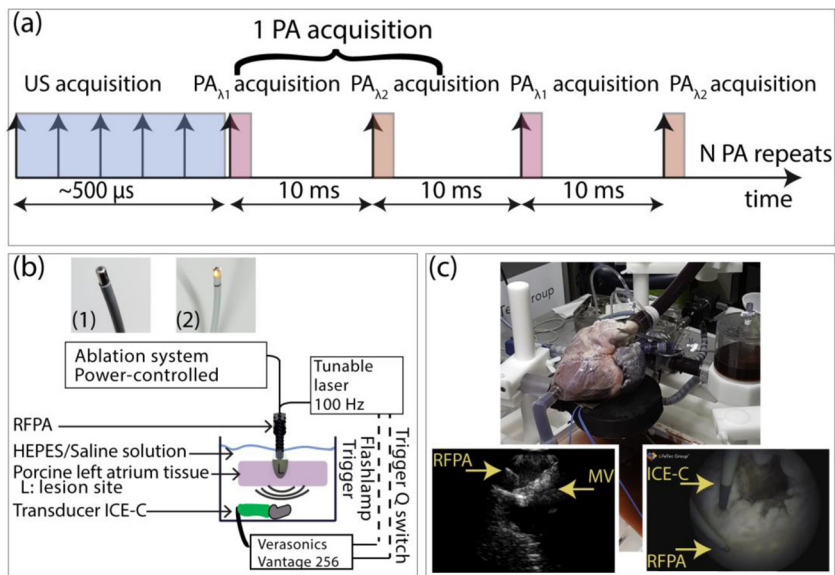 (a)
1 PA acquisition
US acquisition
PAλ1 acquisition
PAλ2 acquisition
PAλ1 acquisition
PAλ2 acquisition
N PA repeats
~500 µs
10 ms
10 ms
10 ms
time
(b)
(1)
(2)
Ablation system
Power-controlled
Tunable
laser
100 Hz
RFPA
HEPES/Saline solution
Porcine left atrium tissue
L: lesion site
Transducer ICE-C
Flashlamp
Trigger
Trigger Q switch
Verasonics
Vantage 256
(c)
RFPA
MV
LifeTec Group
ICE-C
RFPA